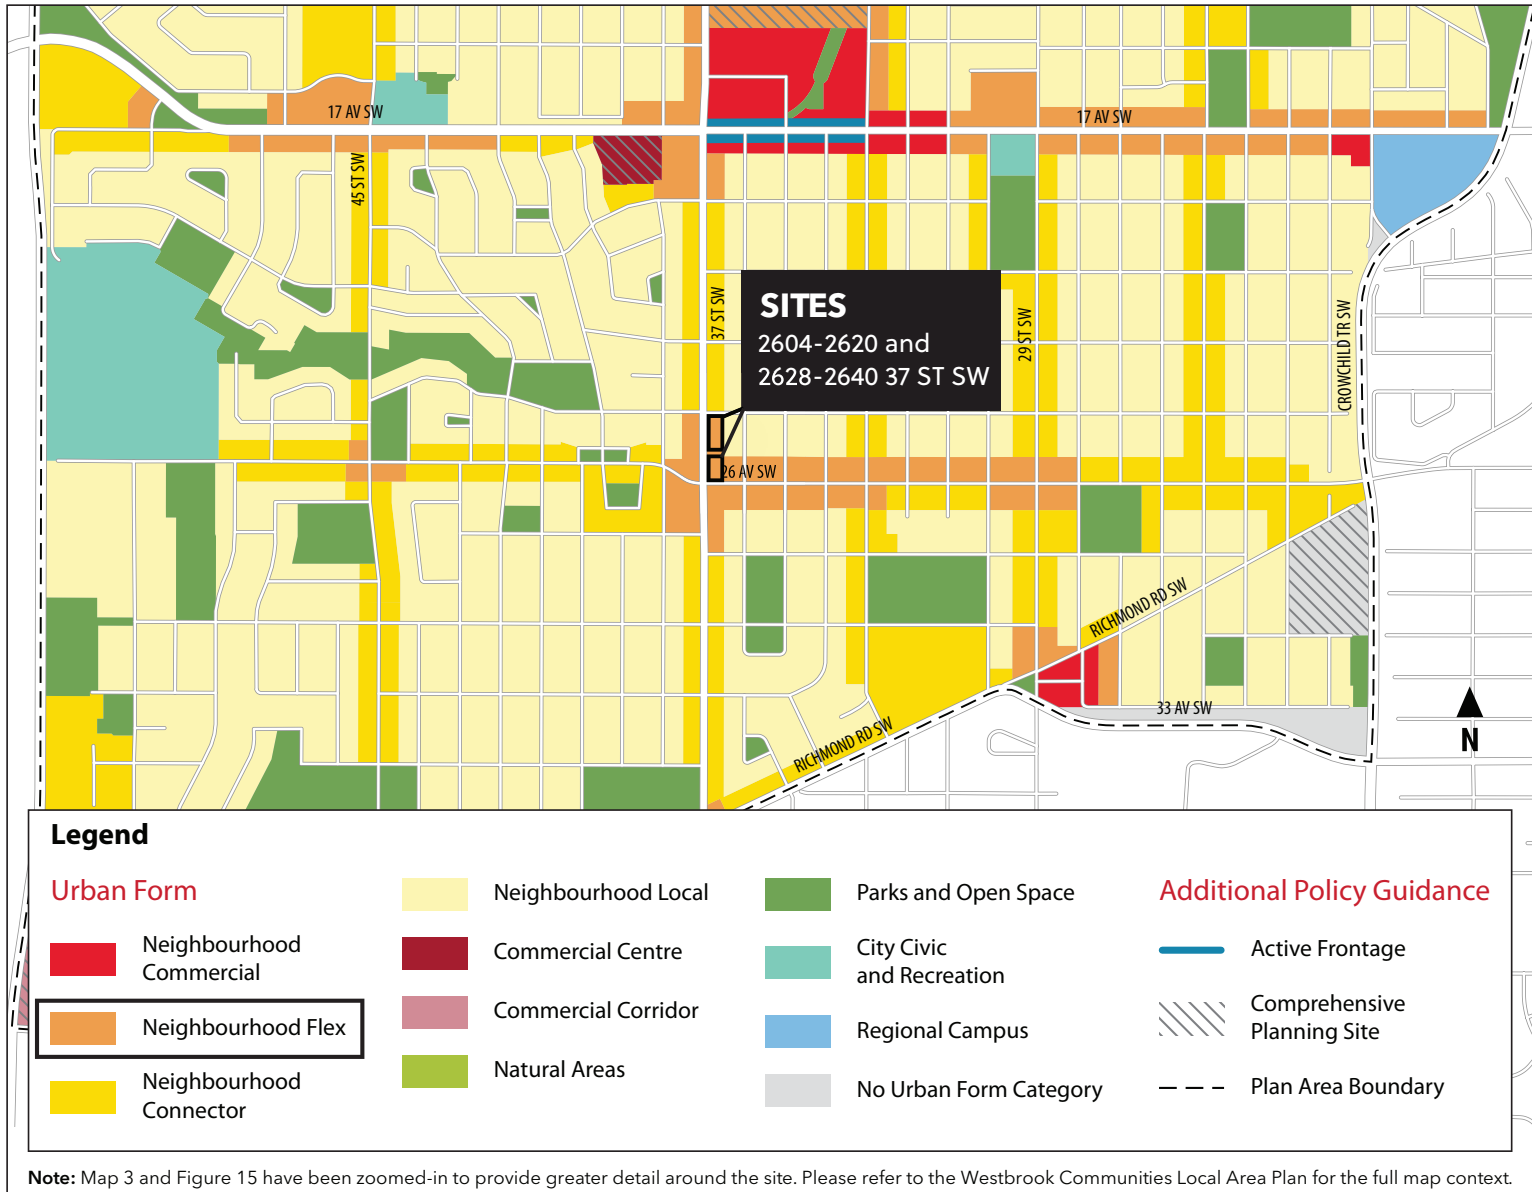 17 AV SW
17 AV SW
45 ST SW
37 ST SW
SITES
2604-2620 and
2628-2640 37 ST SW
29 ST SW
CROWCHILD TR SW
26 AV SW
RICHMOND RD SW
33 AV SW
RICHMOND RD SW
N
Legend
Urban Form
Neighbourhood
Commercial
Neighbourhood Flex
Neighbourhood
Connector
Neighbourhood Local
Commercial Centre
Commercial Corridor
Natural Areas
Parks and Open Space
City Civic
and Recreation
Regional Campus
No Urban Form Category
Additional Policy Guidance
Active Frontage
Comprehensive
Planning Site
Plan Area Boundary
Note: Map 3 and Figure 15 have been zoomed-in to provide greater detail around the site. Please refer to the Westbrook Communities Local Area Plan for the full map context.